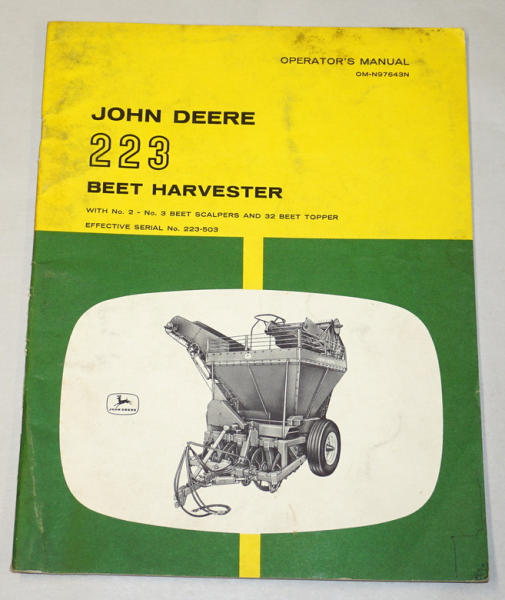 OPERATOR'S MANUAL
OM-N97643N
JOHN DEERE
223
BEET HARVESTER
WITH No. 2 - No. 3 BEET SCALPERS AND 32 BEET TOPPER
EFFECTIVE SERIAL No. 223-503
JOHN DEERE